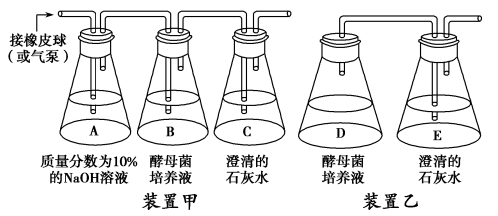 接橡皮球
（或气泵）
A B C D E
质量分数为10% 酵母菌 澄清的 酵母菌 澄清的
的NaOH溶液 培养液 石灰水 培养液 石灰水
装置甲 装置乙